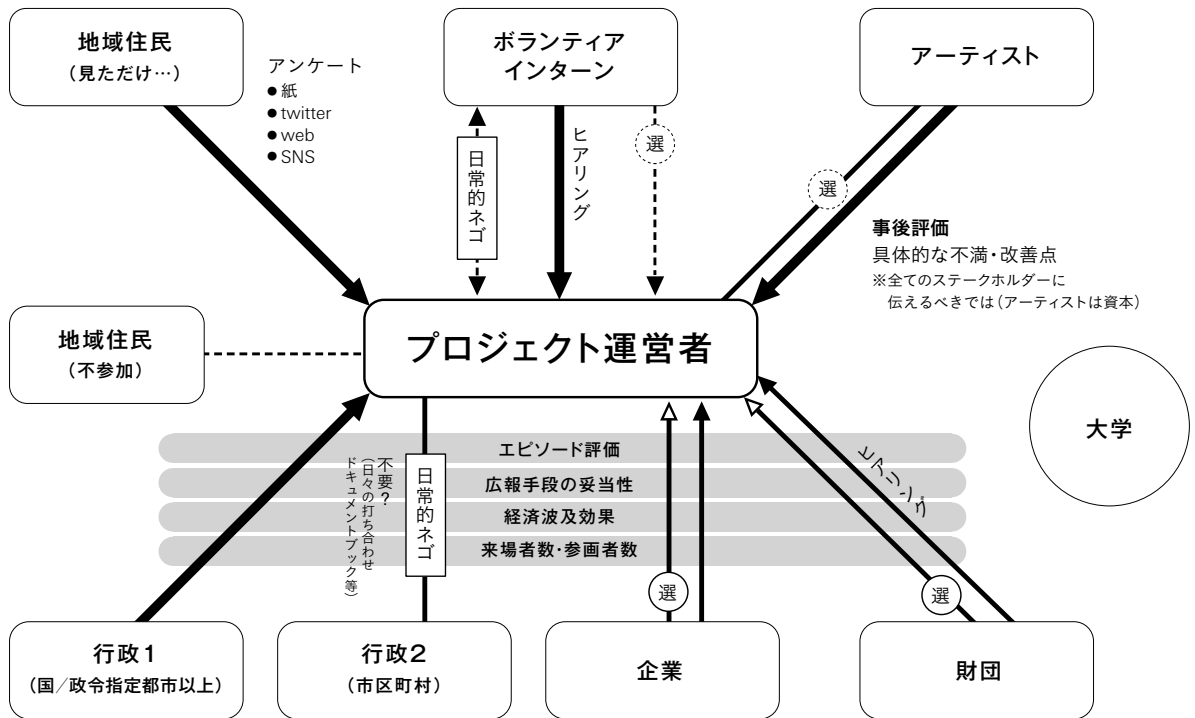 地域住民
（見ただけ…）
アンケート
●紙
●twitter
●web
●SNS
ボランティア
インターン
アーティスト
日常的ネゴ
ヒアリング
選
選
事後評価
具体的な不満・改善点
※全てのステークホルダーに
伝えるべきでは（アーティストは資本）
地域住民
（不参加）
プロジェクト運営者
大学
エピソード評価
広報手段の妥当性
経済波及効果
来場者数・参画者数
不要？
（日々の打ち合わせ
ドキュメントブック等）
日常的ネゴ
ヒアリング
選
選
行政1
（国／政令指定都市以上）
行政2
（市区町村）
企業
財団